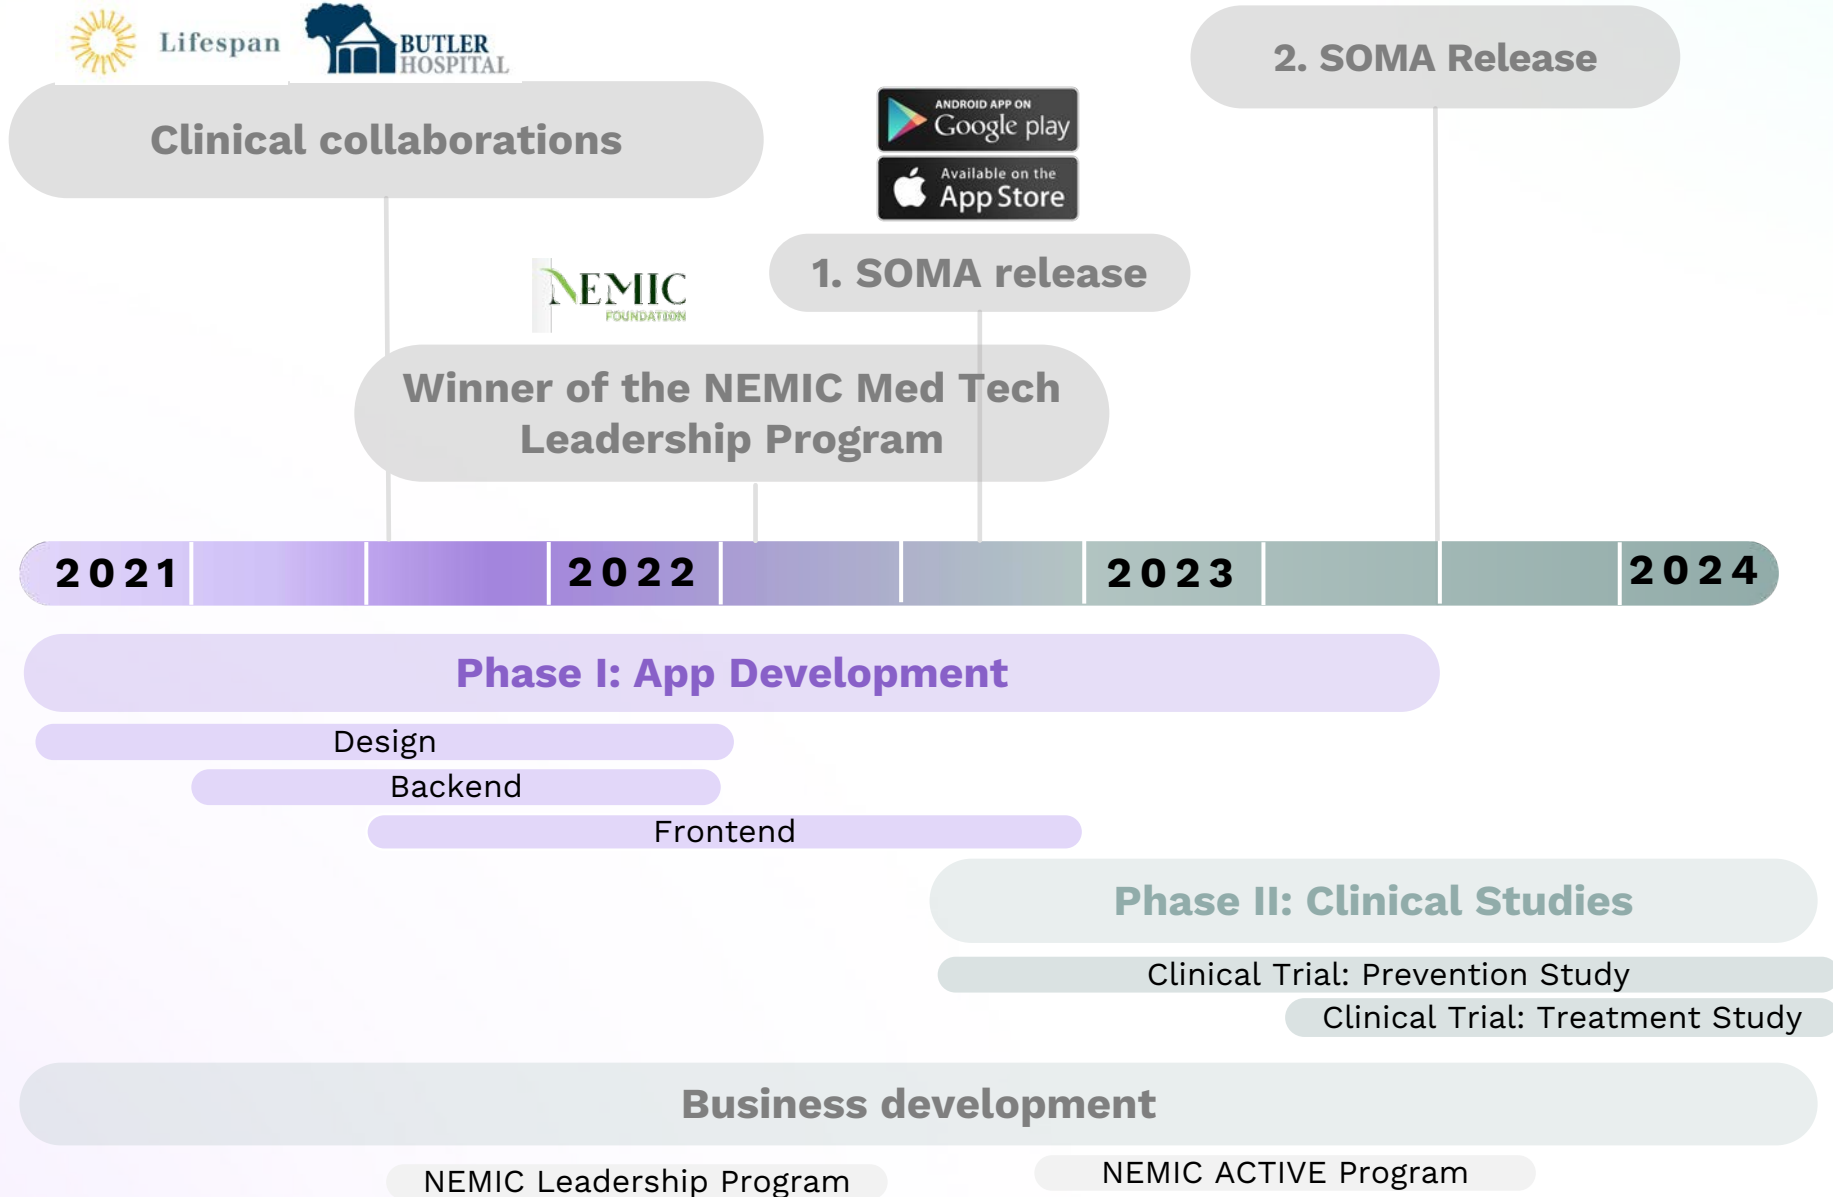 Lifespan
BUTLER
HOSPITAL
2. SOMA Release
Clinical collaborations
ANDROID APP ON
Google play
Available on the
App Store
1. SOMA release
NEMIC
FOUNDATION
Winner of the NEMIC Med Tech
Leadership Program
2021 2022 2023 2024
Phase I: App Development
Design
Backend
Frontend
Phase II: Clinical Studies
Clinical Trial: Prevention Study
Clinical Trial: Treatment Study
Business development
NEMIC Leadership Program
NEMIC ACTIVE Program